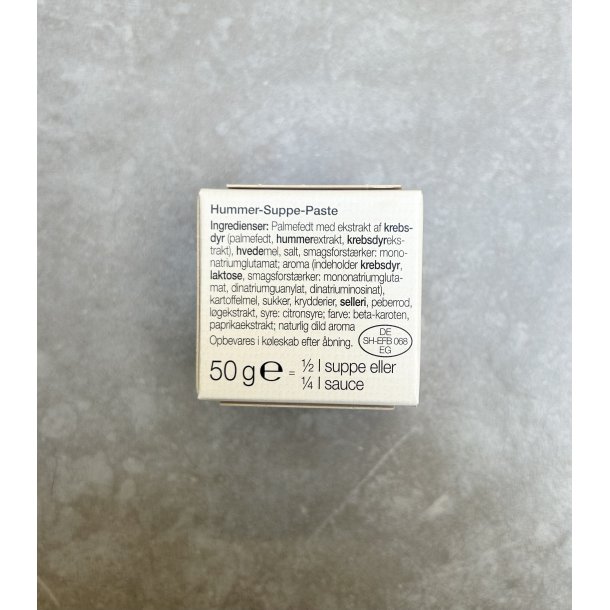 Hummer-Suppe-Paste
Ingredienser: Palmefedt med ekstrakt af krebs-
dyr (palmefedt, hummerextrakt, krebsdyreks-
trakt), hvedemel, salt, smagsforstærker: mono-
natriumglutamat; aroma (indeholder krebsdyr,
laktose, smagsforstærker: mononatriumgluta-
mat, dinatriumguanylat, dinatriuminosinat),
kartoffelmel, sukker, krydderier, selleri, peberrod,
løgekstrakt, syre: citronsyre; farve: beta-karoten,
paprikaekstrakt; naturlig dild aroma
Opbevares i køleskab efter åbning.
DE
SH-EFB 068
EG
50 g e = ½ l suppe eller
¼ l sauce